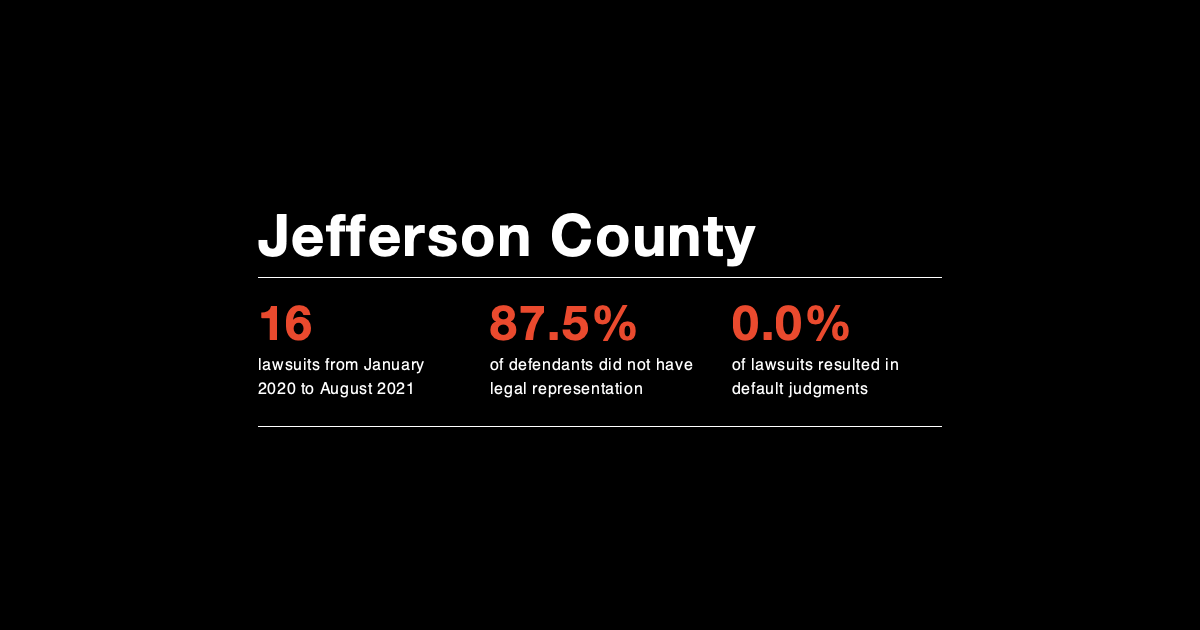 Jefferson County
16
lawsuits from January
2020 to August 2021
87.5%
of defendants did not have
legal representation
0.0%
of lawsuits resulted in
default judgments